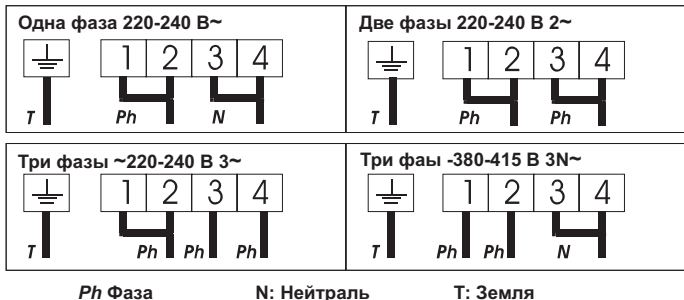 Одна фаза 220-240 В~
1 2 3 4
T Ph N
Две фазы 220-240 В 2~
1 2 3 4
T Ph Ph
Три фазы ~220-240 В 3~
1 2 3 4
T Ph Ph Ph
Три фаы -380-415 В 3N~
1 2 3 4
T Ph Ph N
Ph Фаза N: Нейтраль T: Земля